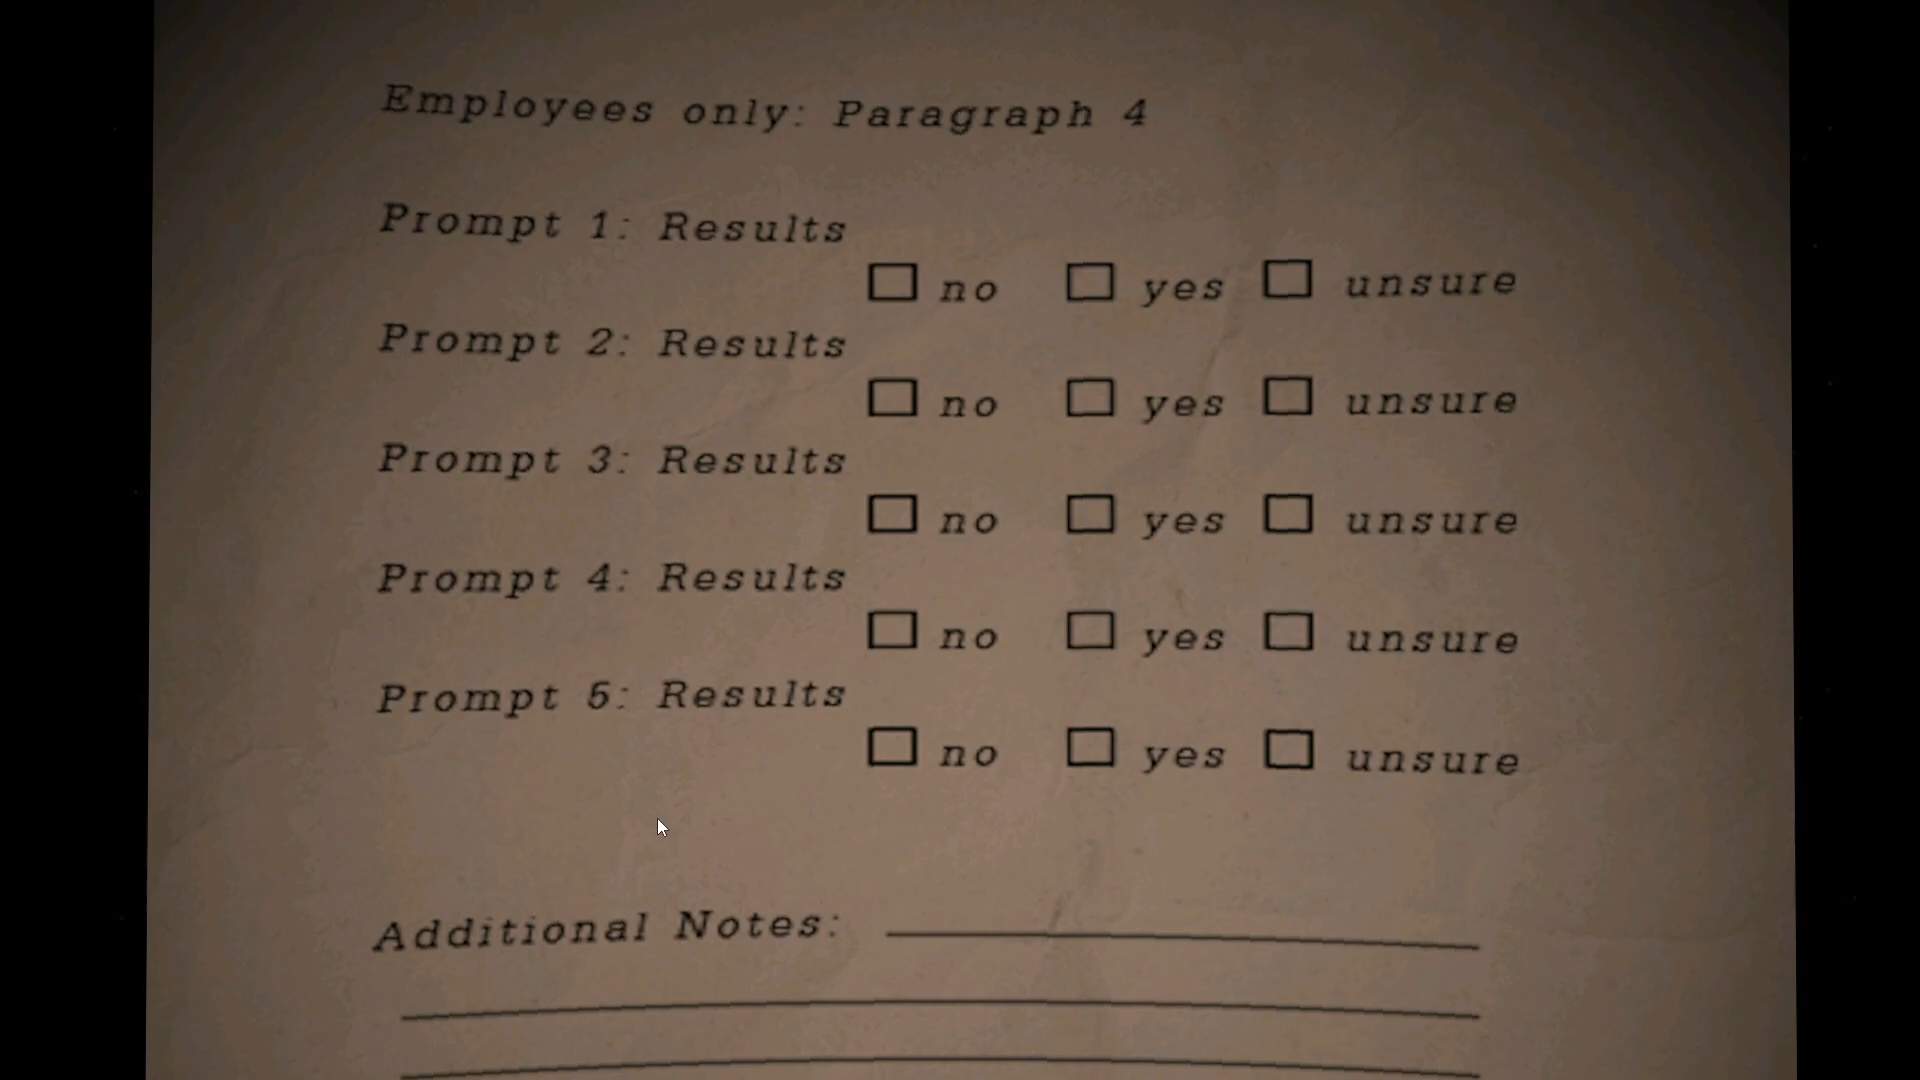 Employees only: Paragraph 4
Prompt 1: Results
no yes unsure
Prompt 2: Results
no yes unsure
Prompt 3: Results
no yes unsure
Prompt 4: Results
no yes unsure
Prompt 5: Results
no yes unsure
Additional Notes: